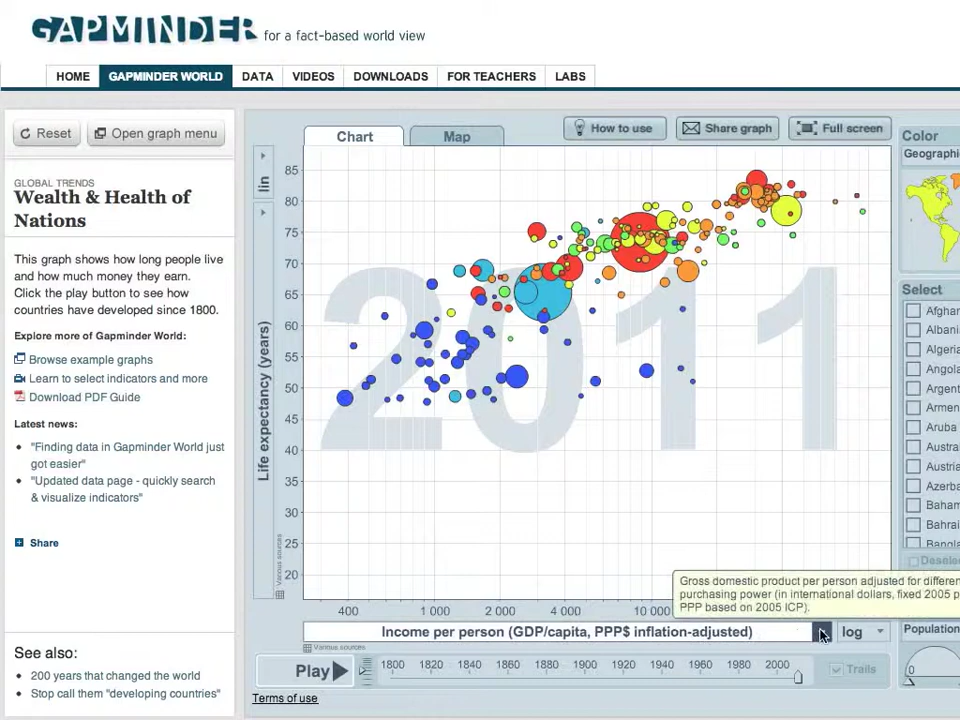 GAPMINDER for a fact-based world view
HOME GAPMINDER WORLD DATA VIDEOS DOWNLOADS FOR TEACHERS LABS
Reset Open graph menu
GLOBAL TRENDS
Wealth & Health of
Nations
This graph shows how long people live
and how much money they earn.
Click the play button to see how
countries have developed since 1800.
Explore more of Gapminder World:
Browse example graphs
Learn to select indicators and more
Download PDF Guide
Latest news:
"Finding data in Gapminder World just
got easier"
"Updated data page - quickly search
& visualize indicators"
Share
See also:
200 years that changed the world
Stop call them "developing countries"
Chart Map How to use Share graph Full screen
lin
Life expectancy (years)
Various sources
85
80
75
70
65
60
55
50
45
40
35
30
25
20
2011
400 1 000 2 000 4 000 10 000
Gross domestic product per person adjusted for differen
purchasing power (in international dollars, fixed 2005 p
PPP based on 2005 ICP).
Income per person (GDP/capita, PPP$ inflation-adjusted) log
Various sources
Play 1800 1820 1840 1860 1880 1900 1920 1940 1960 1980 2000 Trails
Terms of use
Color
Geographi
Select
Afghan
Albani
Algeria
Angola
Argent
Armen
Aruba
Austral
Austria
Azerba
Baham
Bahrai
Bangla
Desele
Population
0